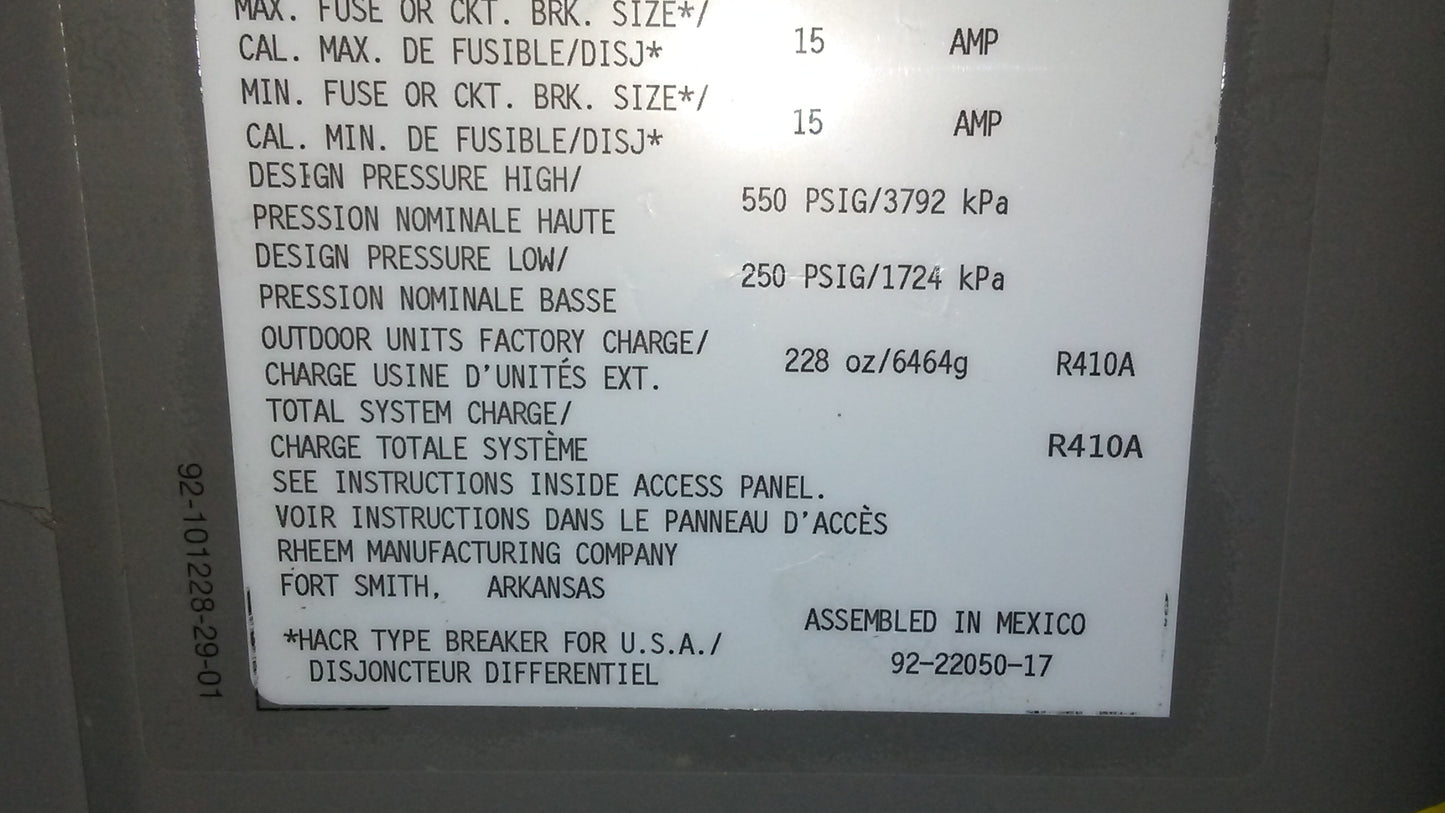 MAX. FUSE OR CKT. BRK. SIZE*/
CAL. MAX. DE FUSIBLE/DISJ* 15 AMP
MIN. FUSE OR CKT. BRK. SIZE*/
CAL. MIN. DE FUSIBLE/DISJ* 15 AMP
DESIGN PRESSURE HIGH/
PRESSION NOMINALE HAUTE 550 PSIG/3792 kPa
DESIGN PRESSURE LOW/
PRESSION NOMINALE BASSE 250 PSIG/1724 kPa
OUTDOOR UNITS FACTORY CHARGE/
CHARGE USINE D'UNITÉS EXT. 228 oz/6464g R410A
TOTAL SYSTEM CHARGE/
CHARGE TOTALE SYSTÈME R410A
SEE INSTRUCTIONS INSIDE ACCESS PANEL.
VOIR INSTRUCTIONS DANS LE PANNEAU D'ACCÈS
RHEEM MANUFACTURING COMPANY
FORT SMITH, ARKANSAS
ASSEMBLED IN MEXICO
*HACR TYPE BREAKER FOR U.S.A./
DISJONCTEUR DIFFERENTIEL 92-22050-17
92-101228-29-01